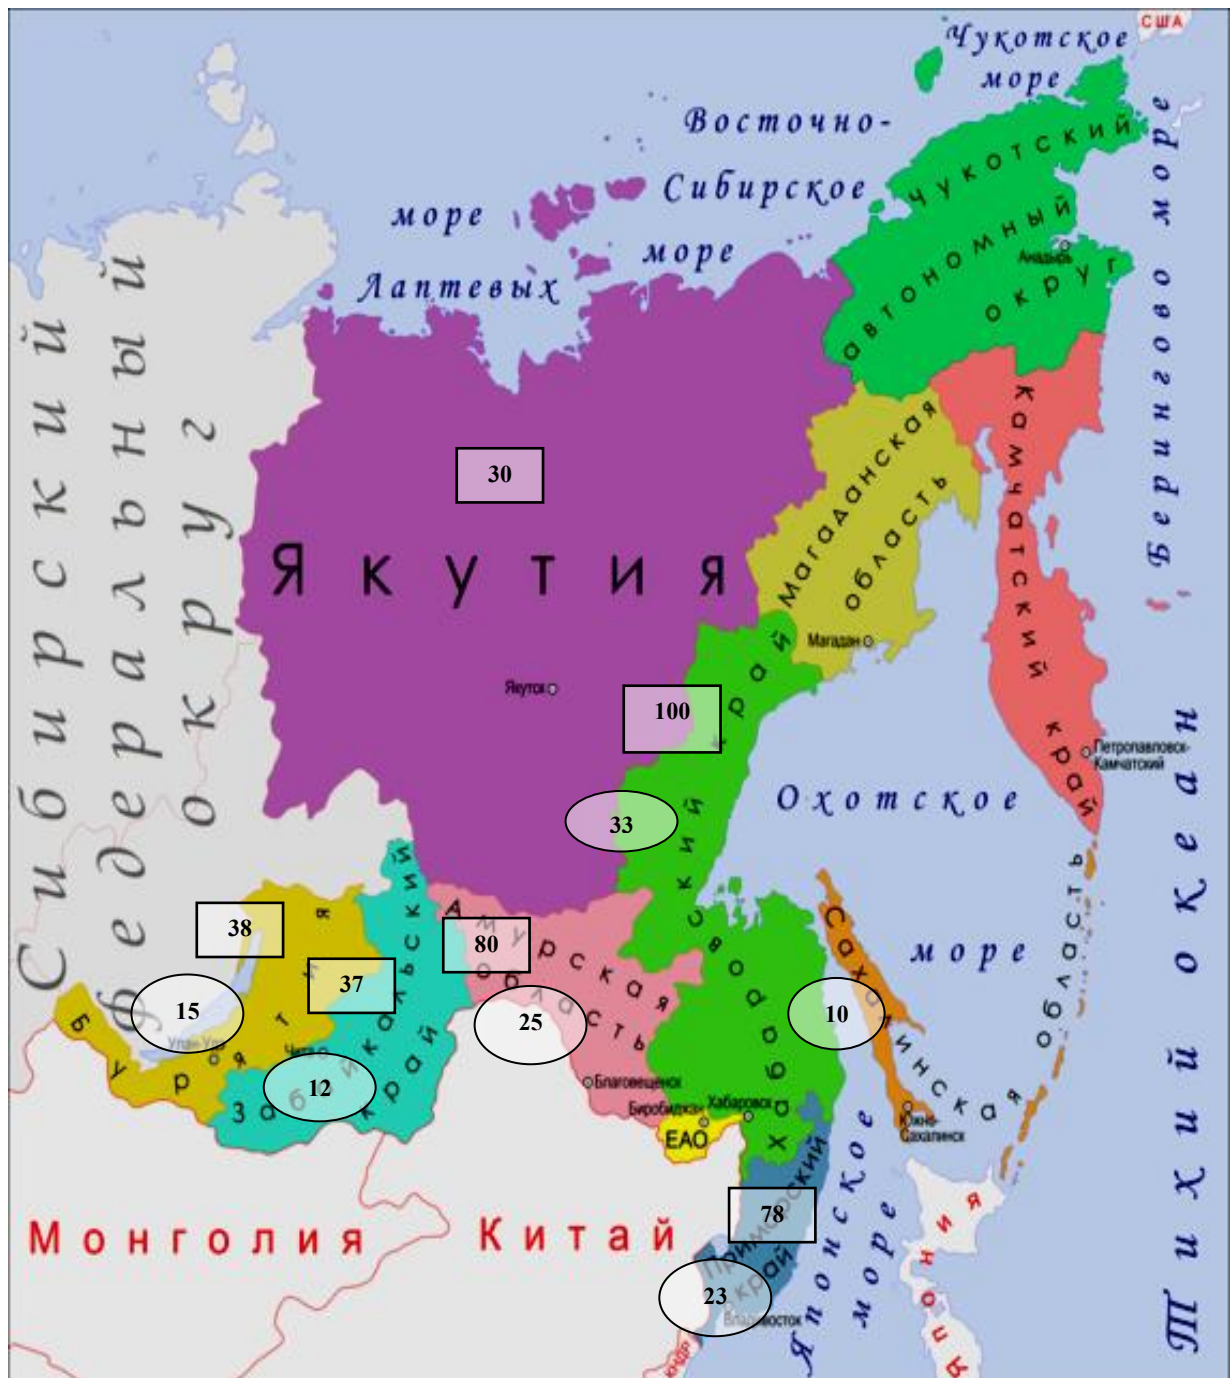 США
Чукотское
море
Восточно-
Сибирское
море
море
Лаптевых
Чукотский
автономный
округ
Анадырь
Берингово море
Сибирский
федеральный
округ
Камчатский край
Магаданская
область
30
Якутия
Магадан
Якутск
100
Петропавловск-
Камчатский
Охотское
море
33
Хабаровский край
38
37
80
Амурская
область
15
25
10
Сахалинская область
Бурятия
Улан-Удэ
Чита
12
Забайкальский
край
Благовещенск
Биробиджан
Хабаровск
ЕАО
Южно-
Сахалинск
78
Приморский
край
23
Владивосток
Японское
море
Монголия
Китай
КНДР
Япония
Тихий океан